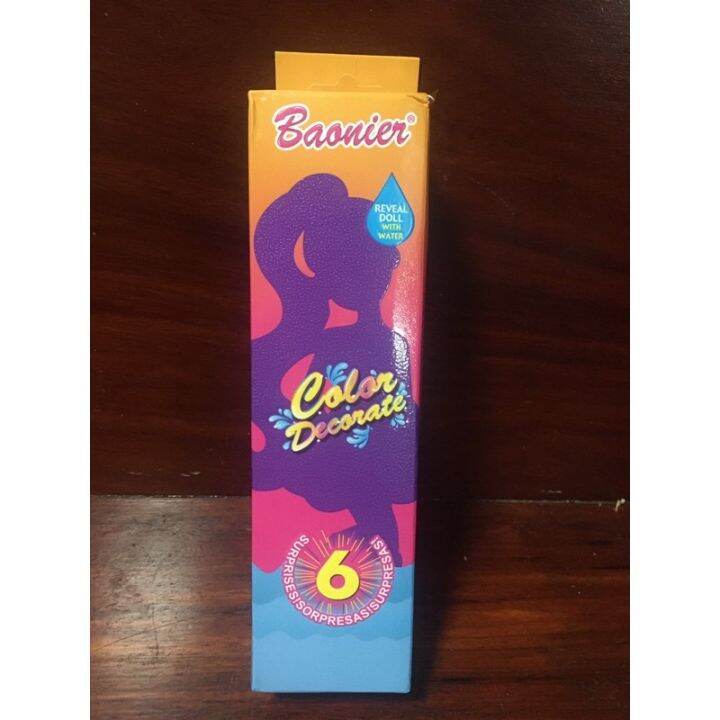 Baonier®
REVEAL
DOLL
WITH
WATER
Color
Decorate
6
SURPRISES!SORPRESAS!SURPRESAS!